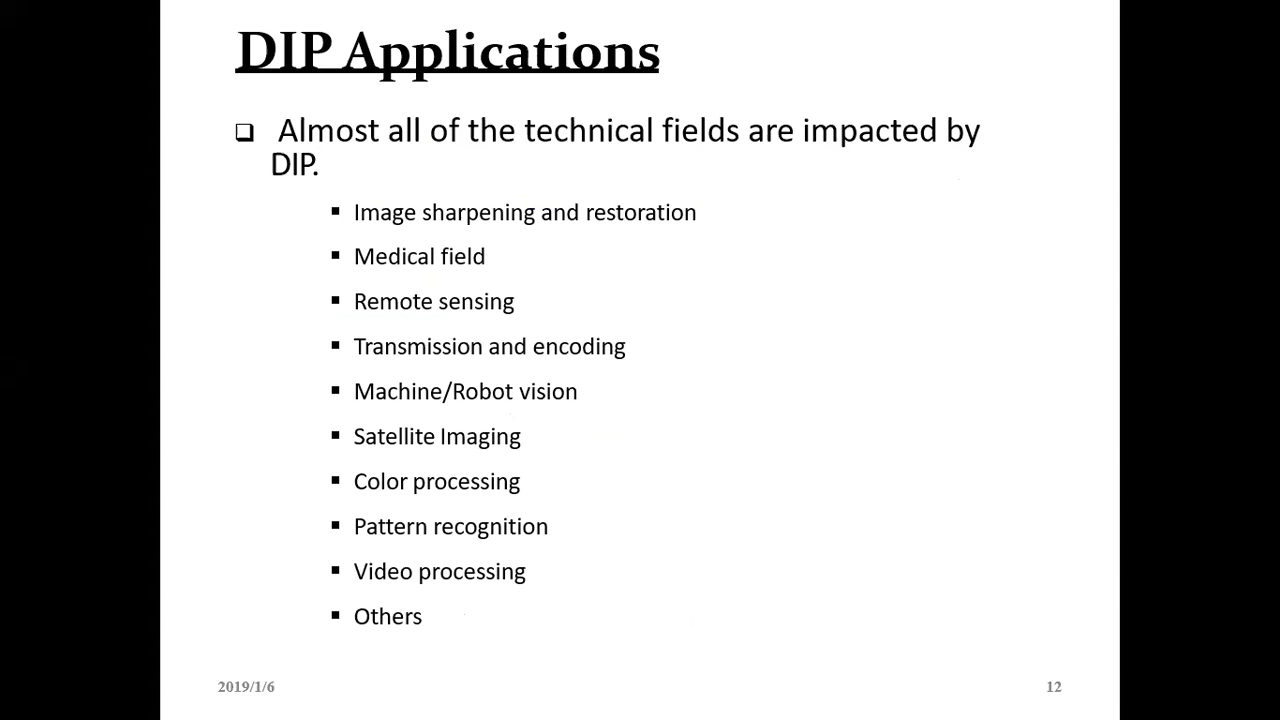 DIP Applications
Almost all of the technical fields are impacted by
DIP.
Image sharpening and restoration
Medical field
Remote sensing
Transmission and encoding
Machine/Robot vision
Satellite Imaging
Color processing
Pattern recognition
Video processing
Others
2019/1/6
12